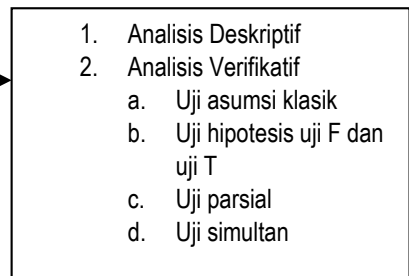 1. Analisis Deskriptif
2. Analisis Verifikatif
a. Uji asumsi klasik
b. Uji hipotesis uji F dan
uji T
c. Uji parsial
d. Uji simultan